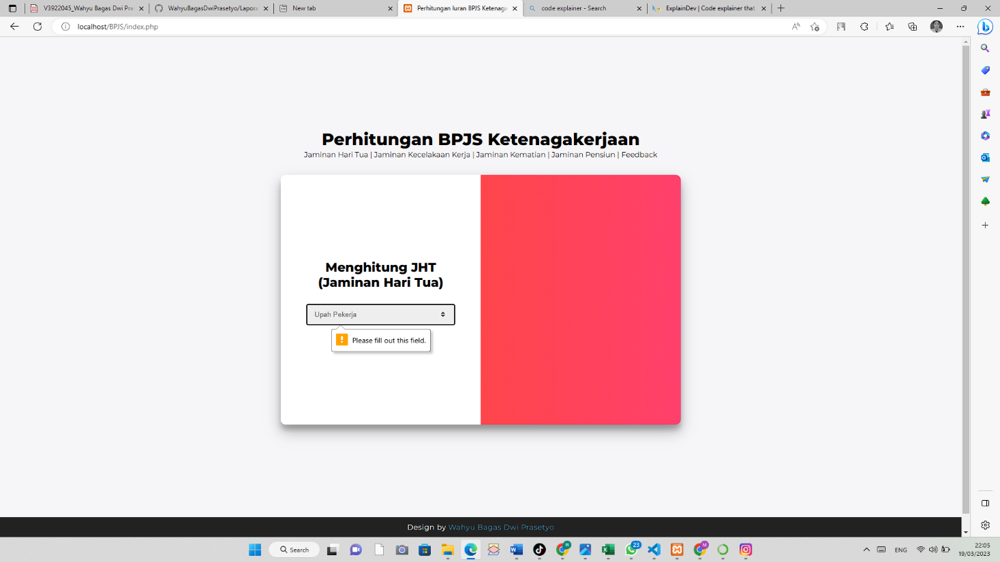 V3922045_Wahyu Bagas Dwi Pra
WahyuBagasDwiPrasetyo/Lapora
New tab
Perhitungan Iuran BPJS Ketenaga
code explainer - Search
ExplainDev | Code explainer that
localhost/BPJS/index.php
Perhitungan BPJS Ketenagakerjaan
Jaminan Hari Tua | Jaminan Kecelakaan Kerja | Jaminan Kematian | Jaminan Pensiun | Feedback
Menghitung JHT
(Jaminan Hari Tua)
Upah Pekerja
Please fill out this field.
Design by Wahyu Bagas Dwi Prasetyo
Search
23
ENG
22:05
19/03/2023